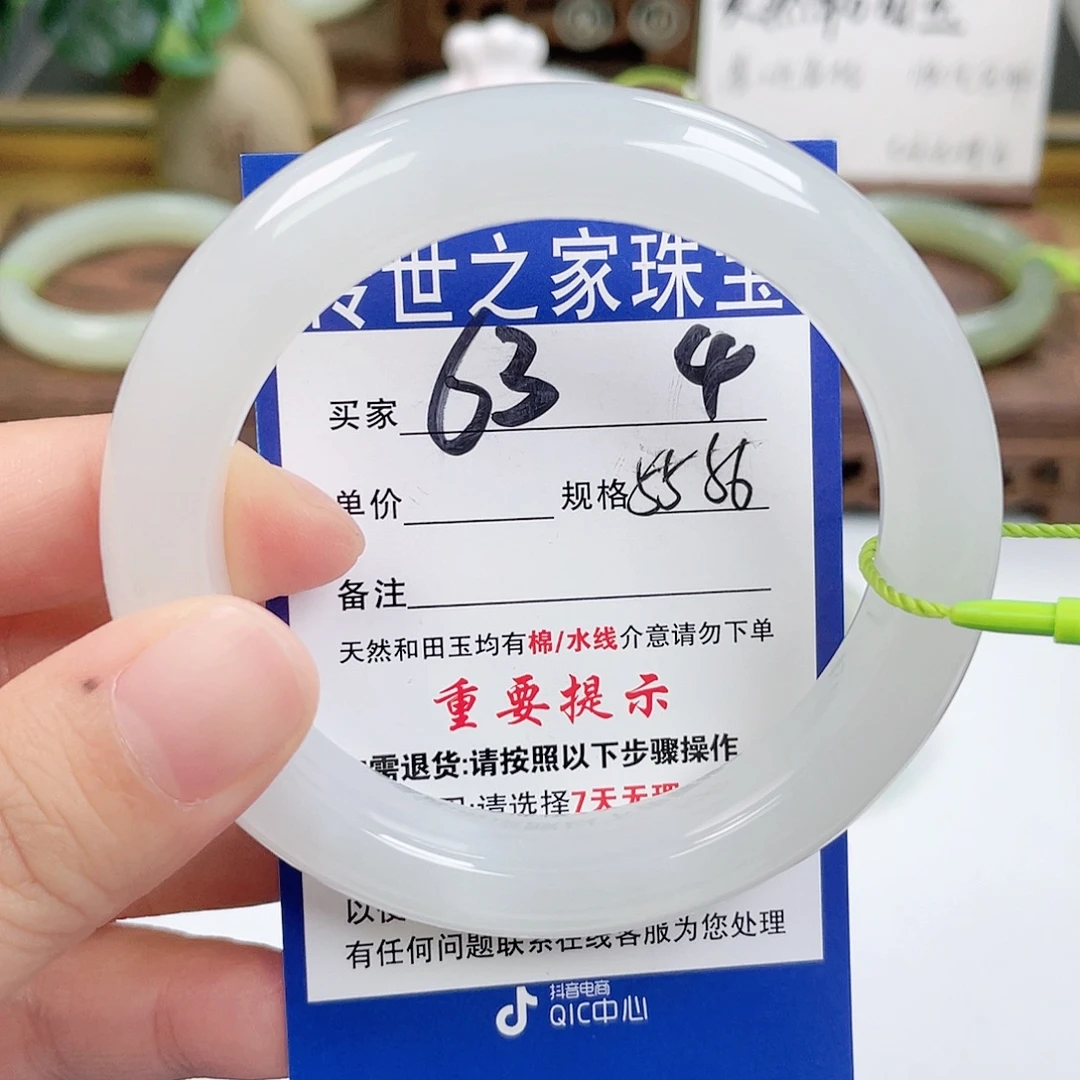 世之家珠宝
买家 63 4
单价 规格 55 56
备注
天然和田玉均有棉/水线介意请勿下单
重要提示
需退货:请按照以下步骤操作
:请选择7天无理
以
有任何问题联系在线客服为您处理
抖音电商
QIC中心